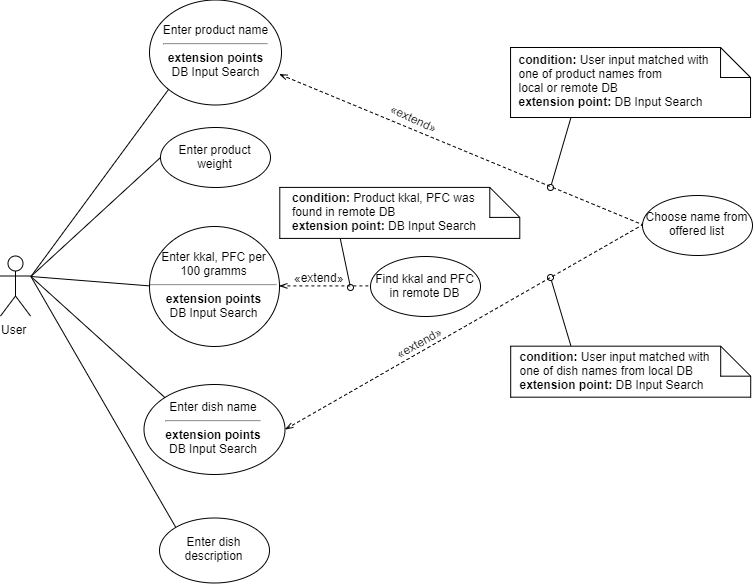 Enter product name
extension points
DB Input Search
condition: User input matched with
one of product names from
local or remote DB
extension point: DB Input Search
«extend»
Enter product
weight
condition: Product kkal, PFC was
found in remote DB
extension point: DB Input Search
Choose name from
offered list
Enter kkal, PFC per
100 gramms
extension points
DB Input Search
«extend»
Find kkal and PFC
in remote DB
User
«extend»
condition: User input matched with
one of dish names from local DB
extension point: DB Input Search
Enter dish name
extension points
DB Input Search
Enter dish
description